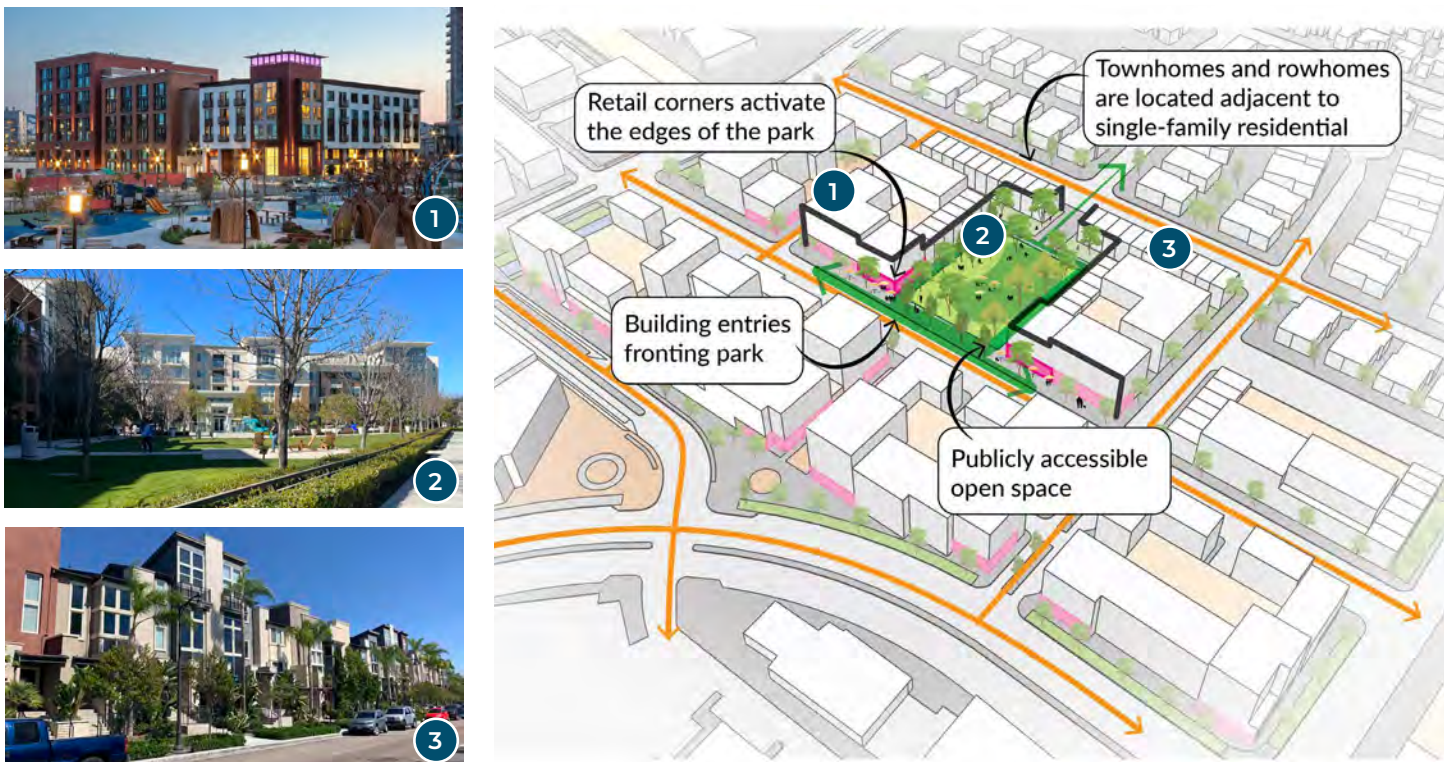 1
2
3
Retail corners activate
the edges of the park
Townhomes and rowhomes
are located adjacent to
single-family residential
1
2
3
Building entries
fronting park
Publicly accessible
open space